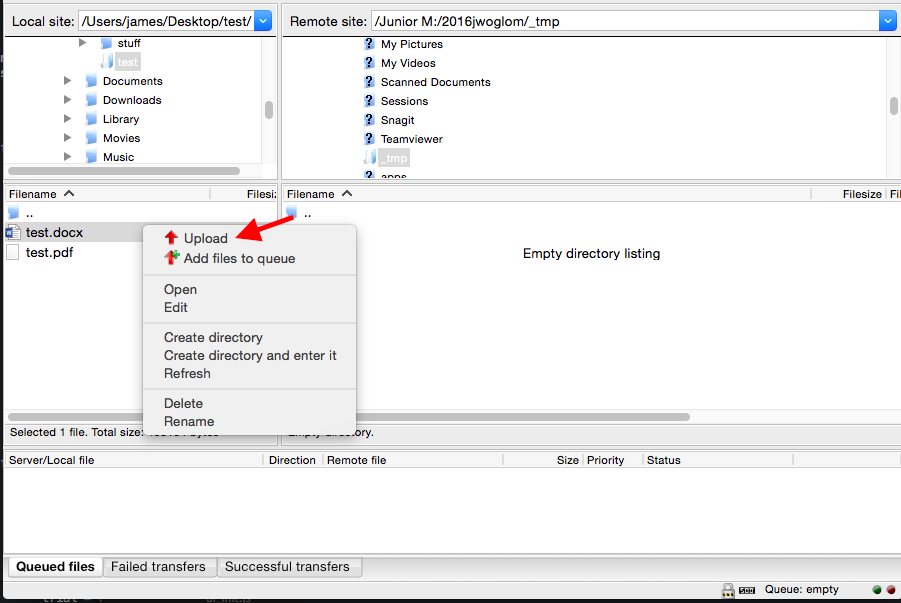 Local site: /Users/james/Desktop/test/
Remote site: /Junior M:/2016jwoglom/_tmp
stuff
test
Documents
Downloads
Library
Movies
Music
My Pictures
My Videos
Scanned Documents
Sessions
Snagit
Teamviewer
_tmp
apps
Filename Filesiz
..
test.docx
test.pdf
Filename Filesize Fil
..
Empty directory listing
Upload
Add files to queue
Open
Edit
Create directory
Create directory and enter it
Refresh
Delete
Rename
Selected 1 file. Total size:
Empty directory.
Server/Local file Direction Remote file Size Priority Status
Queued files Failed transfers Successful transfers
Queue: empty